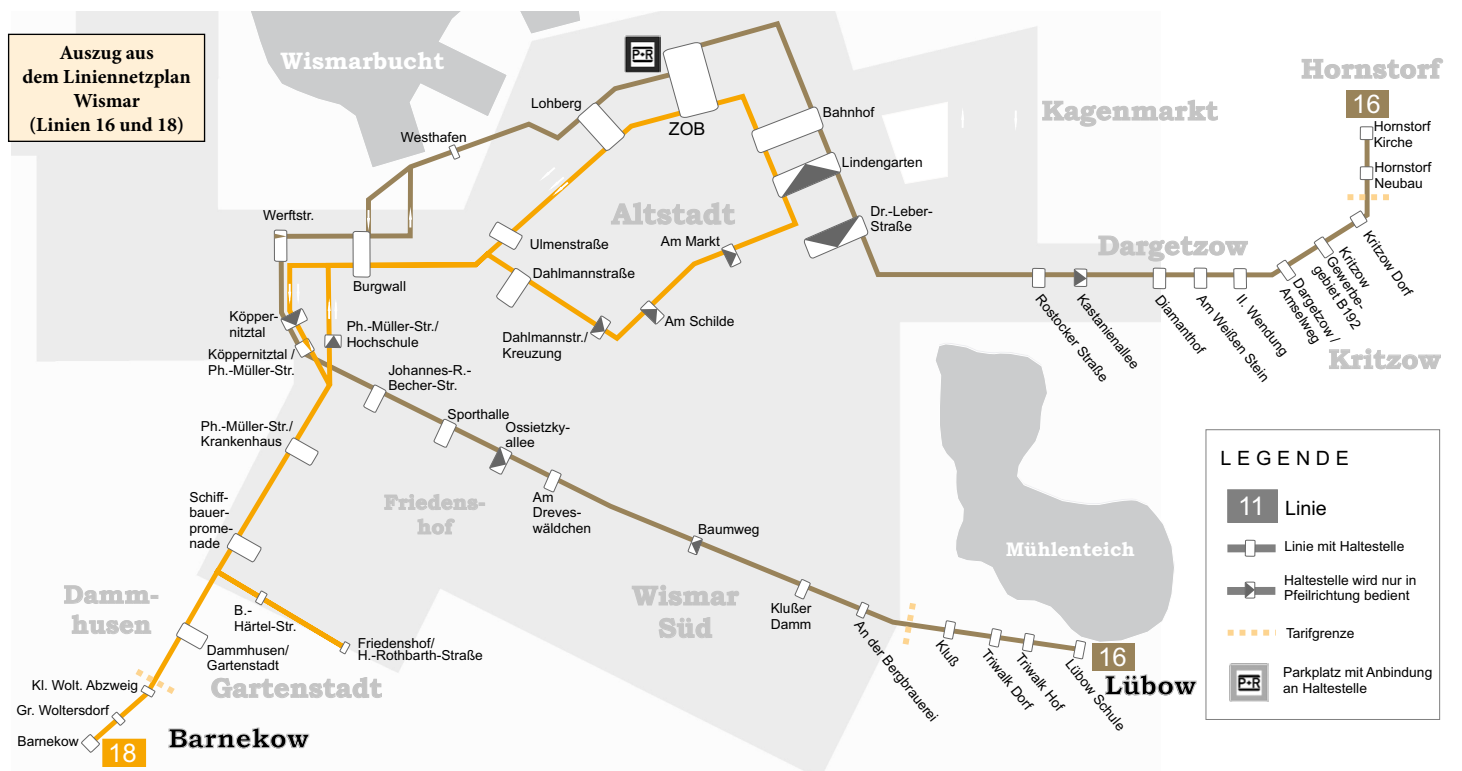 Auszug aus
dem Liniennetzplan
Wismar
(Linien 16 und 18)
Wismarbucht
P+R
Hornstorf
16
Hornstorf
Kirche
Hornstorf
Neubau
Kagenmarkt
Lohberg
ZOB
Bahnhof
Westhafen
Lindengarten
Werftstr.
Altstadt
Dr.-Leber-
Straße
Ulmenstraße
Am Markt
Dargetzow
Kritzow Dorf
Kritzow
Gewerbe-
gebiet B192
Dargetzow /
Amselweg
II. Wendung
Am Weißen Stein
Diamanthof
Kastanienallee
Rostocker Straße
Kritzow
Burgwall
Dahlmannstraße
Köpper-
nitztal
Ph.-Müller-Str./
Hochschule
Dahlmannstr./
Kreuzung
Am Schilde
Köppernitztal /
Ph.-Müller-Str.
Johannes-R.-
Becher-Str.
Sporthalle
Ossietzky-
allee
Ph.-Müller-Str./
Krankenhaus
Am
Dreves-
wäldchen
Friedens-
hof
Schiff-
bauer-
prome-
nade
Baumweg
Mühlenteich
Damm-
husen
B.-
Härtel-Str.
Wismar
Süd
Klußer
Damm
An der Bergbrauerei
Kluß
Triwalk Dorf
Triwalk Hof
Lübow Schule
16
Lübow
Friedenshof/
H.-Rothbarth-Straße
Dammhusen/
Gartenstadt
Gartenstadt
Kl. Wolt. Abzweig
Gr. Woltersdorf
Barnekow
18
Barnekow
LEGENDE
11
Linie
Linie mit Haltestelle
Haltestelle wird nur in
Pfeilrichtung bedient
Tarifgrenze
P+R
Parkplatz mit Anbindung
an Haltestelle